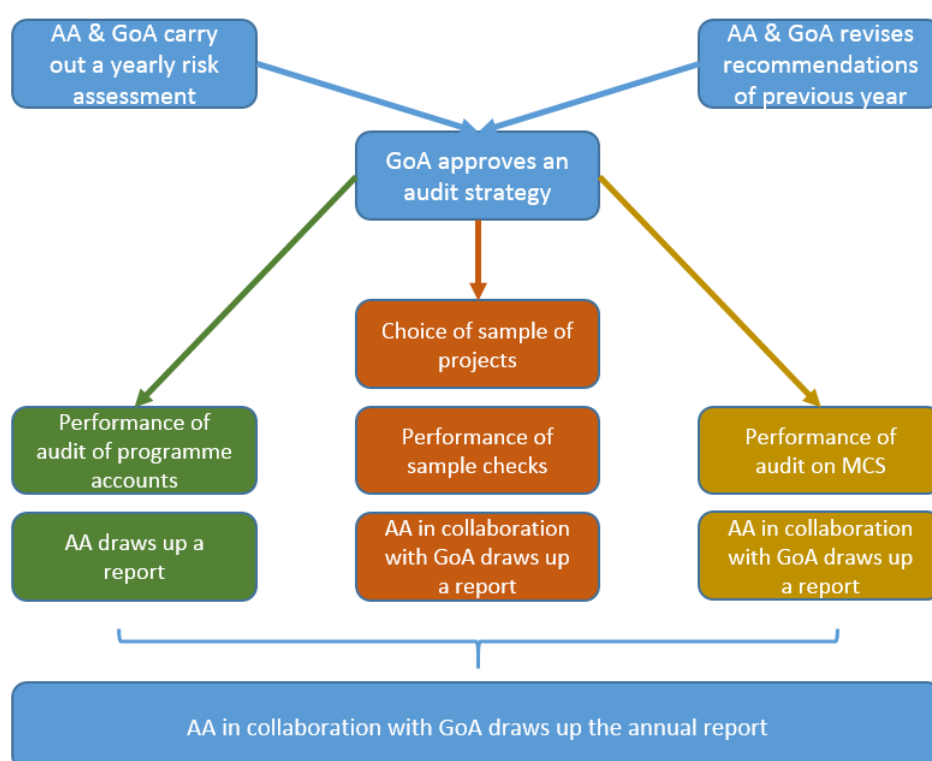 AA & GoA carry
out a yearly risk
assessment
AA & GoA revises
recommendations
of previous year
GoA approves an
audit strategy
Choice of sample of
projects
Performance of
audit of programme
accounts
Performance of
sample checks
Performance of
audit on MCS
AA draws up a
report
AA in collaboration
with GoA draws up
a report
AA in collaboration
with GoA draws up
a report
AA in collaboration with GoA draws up the annual report